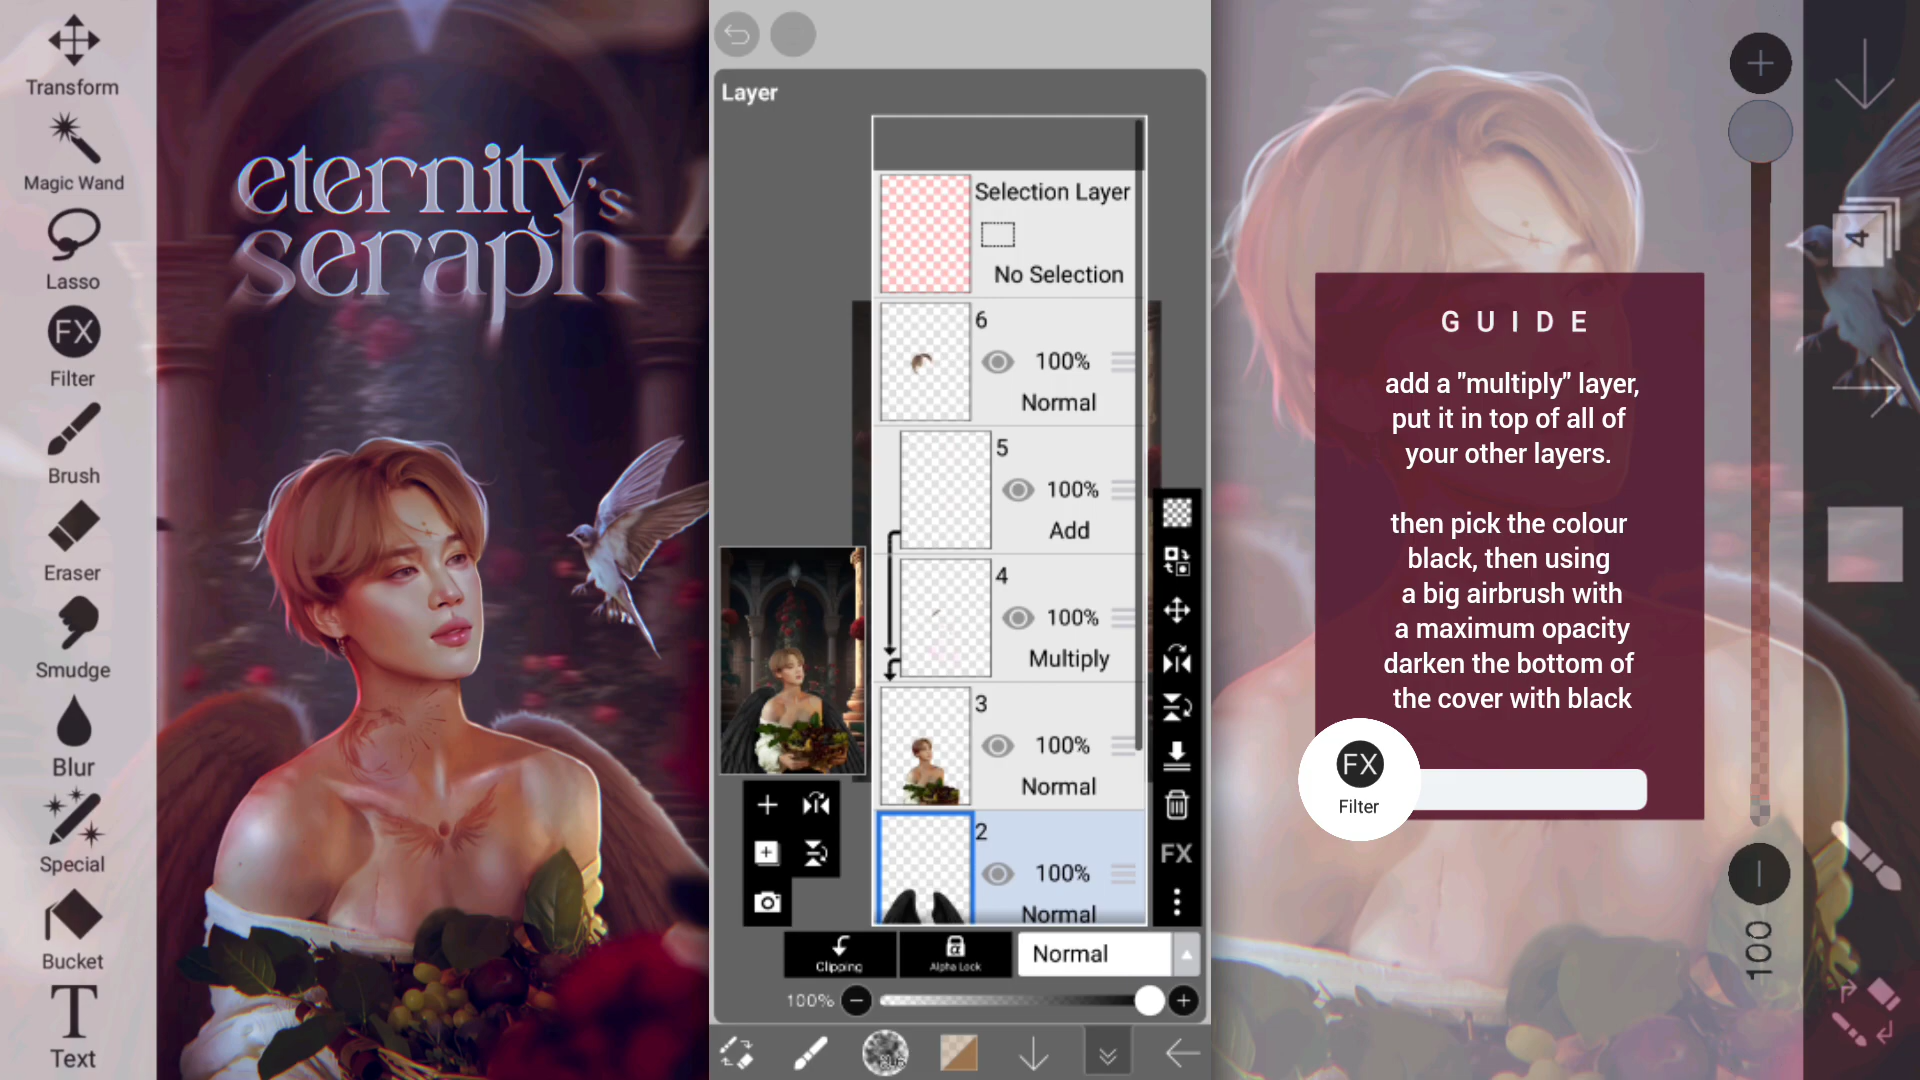 Transform
Magic Wand
Lasso
FX
Filter
Brush
Eraser
Smudge
Blur
Special
Bucket
T
Text
eternity's
seraph
Layer
Selection Layer
No Selection
6
100%
Normal
5
100%
Add
4
100%
Multiply
3
100%
Normal
2
100%
Normal
FX
Clipping
α
Alpha Lock
Normal
100%
GUIDE
add a "multiply" layer,
put it in top of all of
your other layers.
then pick the colour
black, then using
a big airbrush with
a maximum opacity
darken the bottom of
the cover with black
FX
Filter
4
100